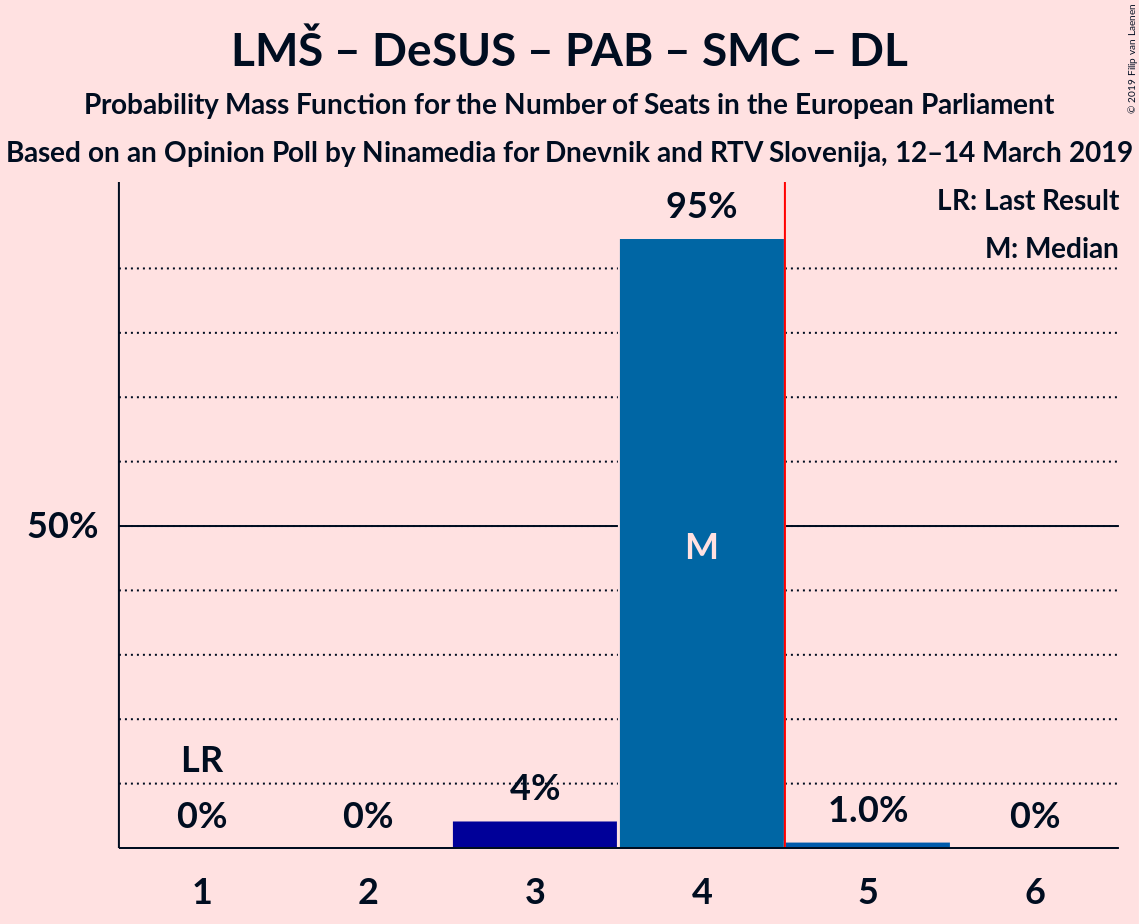 LMŠ – DeSUS – PAB – SMC – DL
Probability Mass Function for the Number of Seats in the European Parliament
Based on an Opinion Poll by Ninamedia for Dnevnik and RTV Slovenija, 12–14 March 2019
© 2019 Filip van Laenen
LR: Last Result
M: Median
95%
50%
M
LR
0%
0%
4%
1.0%
0%
1
2
3
4
5
6